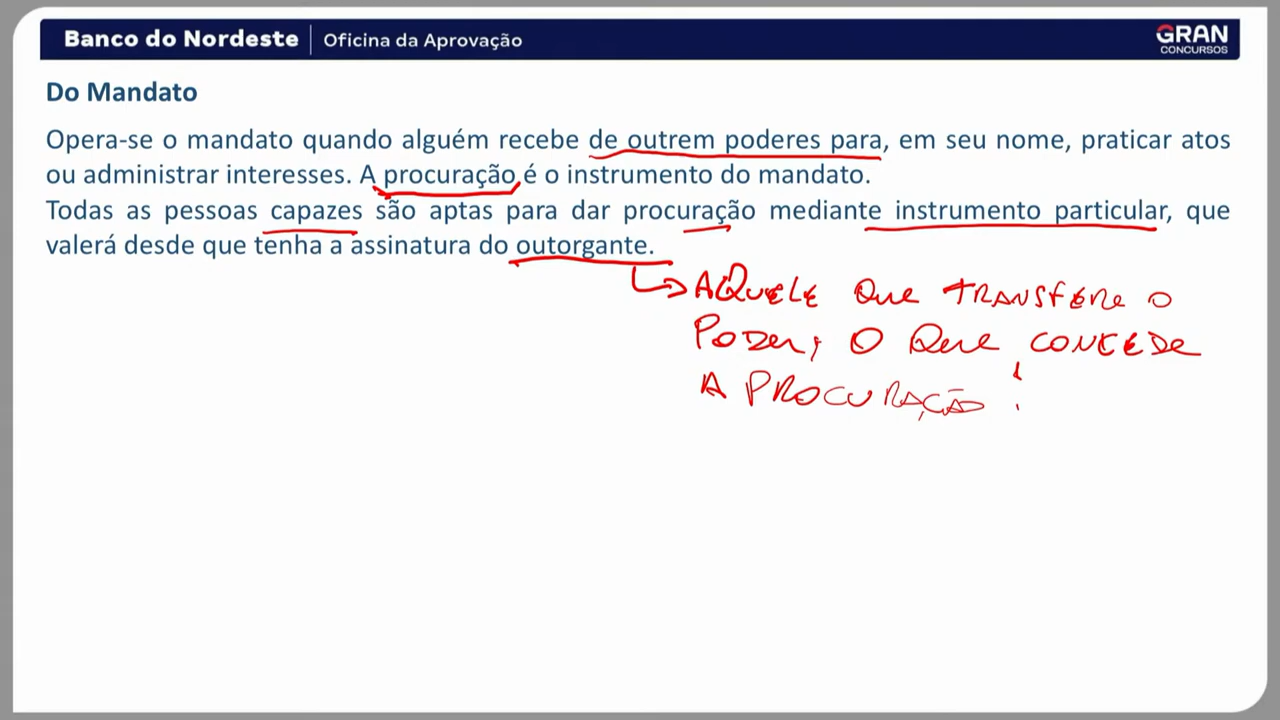 Banco do Nordeste | Oficina da Aprovação
GRAN
CONCURSOS
Do Mandato
Opera-se o mandato quando alguém recebe de outrem poderes para, em seu nome, praticar atos
ou administrar interesses. A procuração é o instrumento do mandato.
Todas as pessoas capazes são aptas para dar procuração mediante instrumento particular, que
valerá desde que tenha a assinatura do outorgante.
AQUELE QUE TRANSFERE O
PODER; O QUE CONCEDE
A PROCURAÇÃO!